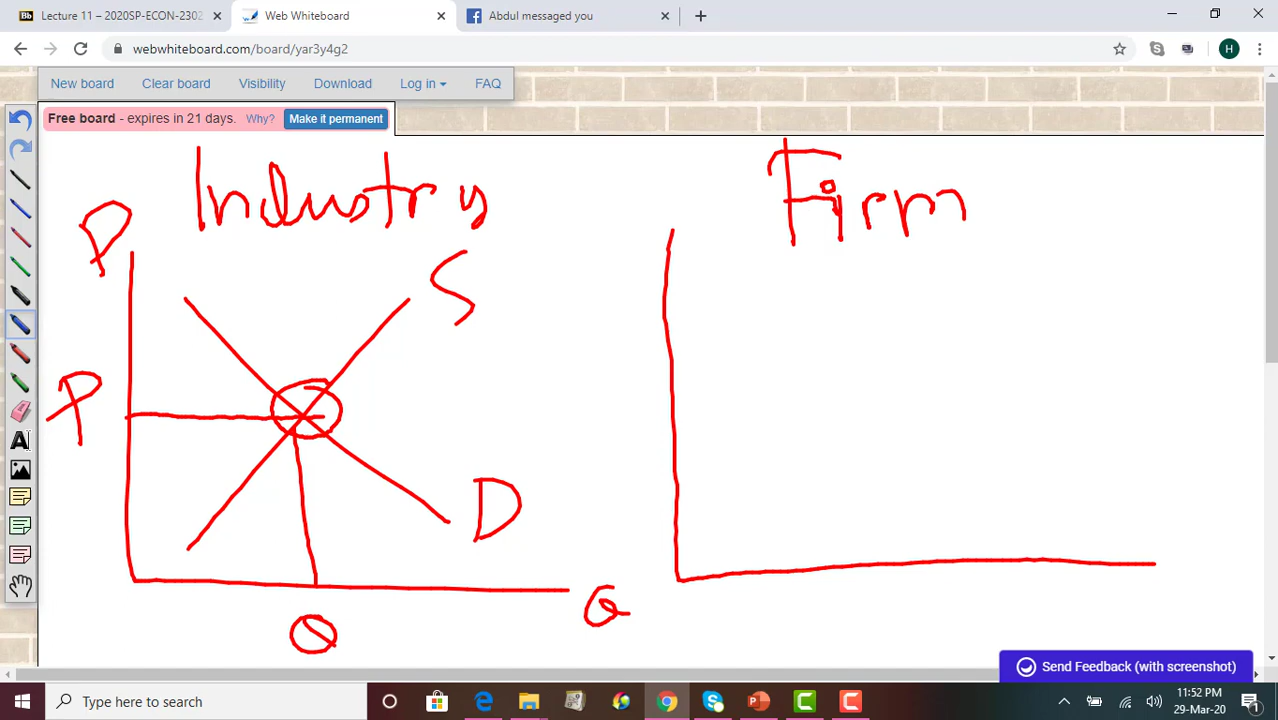 Lecture 11 – 2020SP-ECON-2302
Web Whiteboard
Abdul messaged you
webwhiteboard.com/board/yar3y4g2
H
New board
Clear board
Visibility
Download
Log in
FAQ
Free board - expires in 21 days.
Why?
Make it permanent
Industry
Firm
P
S
P
D
Q
Q
A
Send Feedback (with screenshot)
Type here to search
11:52 PM
29-Mar-20